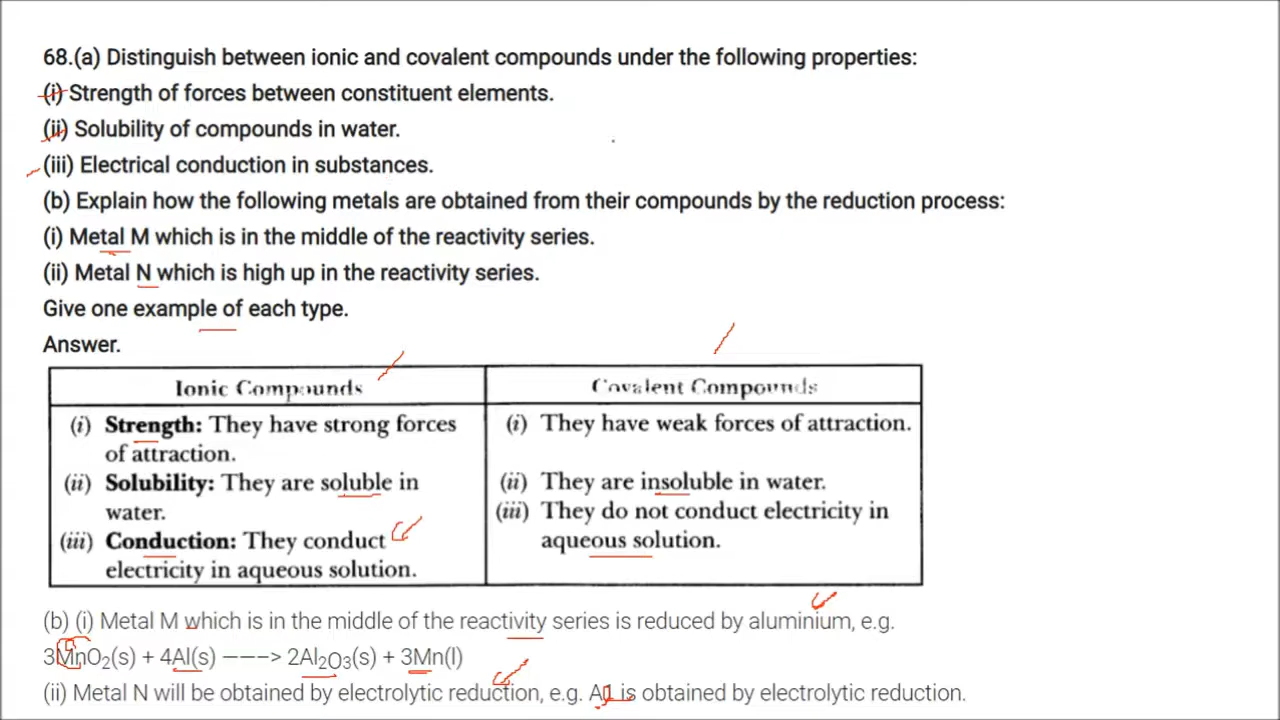 68.(a) Distinguish between ionic and covalent compounds under the following properties:
(i) Strength of forces between constituent elements.
(ii) Solubility of compounds in water.
(iii) Electrical conduction in substances.
(b) Explain how the following metals are obtained from their compounds by the reduction process:
(i) Metal M which is in the middle of the reactivity series.
(ii) Metal N which is high up in the reactivity series.
Give one example of each type.
Answer.
Ionic Compounds
(i) Strength: They have strong forces
of attraction.
(ii) Solubility: They are soluble in
water.
(iii) Conduction: They conduct
electricity in aqueous solution.
Covalent Compounds
(i) They have weak forces of attraction.
(ii) They are insoluble in water.
(iii) They do not conduct electricity in
aqueous solution.
(b) (i) Metal M which is in the middle of the reactivity series is reduced by aluminium, e.g.
3MnO₂(s) + 4Al(s) ———> 2Al₂O₃(s) + 3Mn(l)
(ii) Metal N will be obtained by electrolytic reduction, e.g. A1 is obtained by electrolytic reduction.